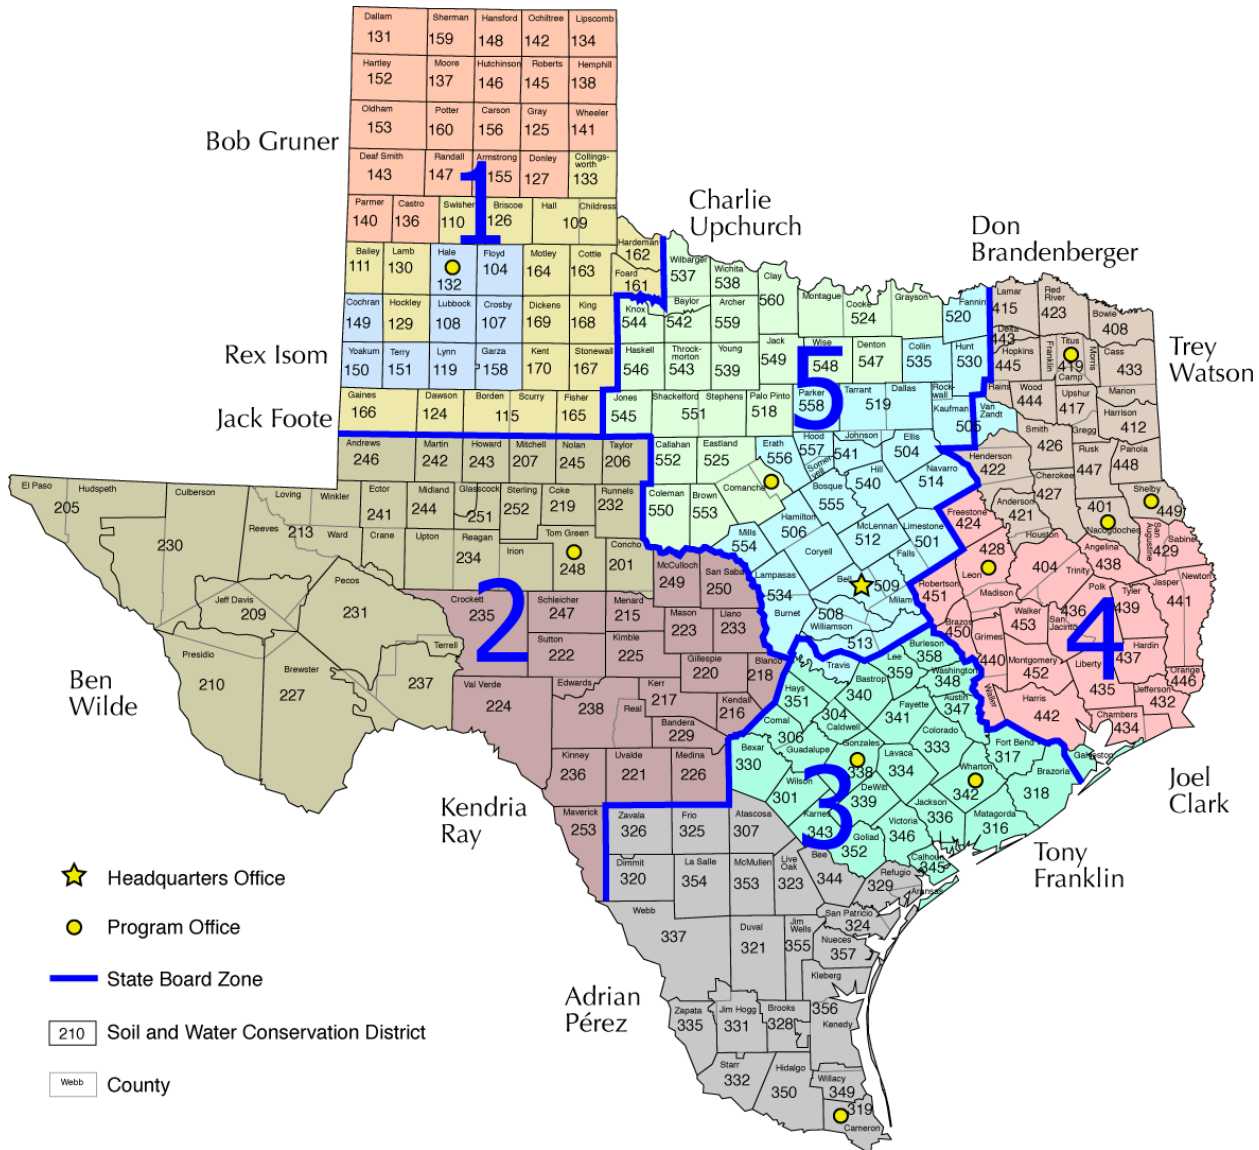 Dallam
Sherman
Hansford
Ochiltree
Lipscomb
131
159
148
142
134
Hartley
Moore
Hutchinson
Roberts
Hemphill
152
137
146
145
138
Oldham
Potter
Carson
Gray
Wheeler
153
160
156
125
141
Bob Gruner
Deaf Smith
Randall
Armstrong
Donley
Collings-
worth
143
147
155
127
133
1
Parmer
Castro
Swisher
Briscoe
Hall
Childress
140
136
110
126
109
Charlie
Upchurch
Don
Brandenberger
Bailey
Lamb
Hale
Floyd
Motley
Cottle
Hardeman
162
111
130
132
104
164
163
Foard
161
Wilbarger
537
Wichita
538
Clay
560
Montague
Cooke
524
Grayson
Fannin
520
Lamar
415
Red
River
423
Bowie
408
Cochran
Hockley
Lubbock
Crosby
Dickens
King
149
129
108
107
169
168
Knox
544
Baylor
542
Archer
559
Rex Isom
Yoakum
Terry
Lynn
Garza
Kent
Stonewall
150
151
119
158
170
167
Haskell
546
Throck-
morton
543
Young
539
Jack
549
Wise
548
Denton
547
Collin
535
Hunt
530
Delta
443
Hopkins
445
Franklin
Titus
419
Camp
Morris
Cass
433
Trey
Watson
5
Jack Foote
Gaines
Dawson
Borden
Scurry
Fisher
166
124
115
165
Jones
545
Shackelford
Stephens
551
Palo Pinto
518
Parker
558
Tarrant
519
Dallas
Rock-
wall
Kaufman
505
Van
Zandt
Rains
Wood
444
Upshur
417
Marion
Harrison
412
Gregg
Smith
426
Andrews
Martin
Howard
Mitchell
Nolan
Taylor
246
242
243
207
245
206
Callahan
552
Eastland
525
Erath
556
Hood
557
Somer
vell
Johnson
541
Ellis
504
Navarro
514
Henderson
422
Rusk
447
Panola
448
Cherokee
427
El Paso
205
Hudspeth
Culberson
230
Loving
Winkler
Reeves
213
Ward
Ector
241
Midland
244
Glasscock
251
Sterling
252
Coke
219
Runnels
232
Crane
Upton
Reagan
234
Irion
Tom Green
248
Concho
201
Coleman
550
Brown
553
Comanche
Mills
554
Hamilton
506
Bosque
555
Hill
540
McLennan
512
Limestone
501
Freestone
424
Anderson
421
401
Nacogdoches
Shelby
449
San
Augustine
Sabine
429
Coryell
Falls
Bell
509
Milam
Lampasas
534
Burnet
508
Williamson
513
Robertson
451
428
Leon
Madison
Houston
404
Trinity
Angelina
438
Polk
436
Tyler
439
Jasper
Newton
441
Jeff Davis
209
Pecos
231
Terrell
237
Presidio
210
Brewster
227
2
Crockett
235
Schleicher
247
Menard
215
McCulloch
249
San Saba
250
Mason
223
Llano
233
Sutton
222
Kimble
225
Gillespie
220
Blanco
218
Val Verde
224
Edwards
238
Real
Kerr
217
Kendall
216
Bandera
229
Kinney
236
Uvalde
221
Medina
226
Maverick
253
Ben
Wilde
Kendria
Ray
4
Brazos
450
Grimes
440
Walker
453
San
Jacinto
Montgomery
452
Liberty
435
Hardin
437
Orange
446
Jefferson
432
Chambers
434
Harris
442
Waller
Galveston
Joel
Clark
3
Travis
Hays
351
Bastrop
340
Lee
359
Burleson
358
Washington
348
Austin
347
Fayette
341
304
Caldwell
Comal
306
Guadalupe
Gonzales
338
Lavaca
334
Colorado
333
Fort Bend
317
Brazoria
318
Wharton
342
Bexar
330
Wilson
301
DeWitt
339
Karnes
343
Goliad
352
Victoria
346
Jackson
336
Matagorda
316
Calhoun
345
Tony
Franklin
Zavala
326
Frio
325
Atascosa
307
Dimmit
320
La Salle
354
McMullen
353
Live
Oak
323
Bee
344
Refugio
329
Aransas
San Patricio
324
Webb
337
Duval
321
Jim
Wells
355
Nueces
357
Kleberg
356
Kenedy
Zapata
335
Jim Hogg
331
Brooks
328
Starr
332
Hidalgo
350
Willacy
349
319
Cameron
Adrian
Pérez
Headquarters Office
Program Office
State Board Zone
210
Soil and Water Conservation District
Webb
County